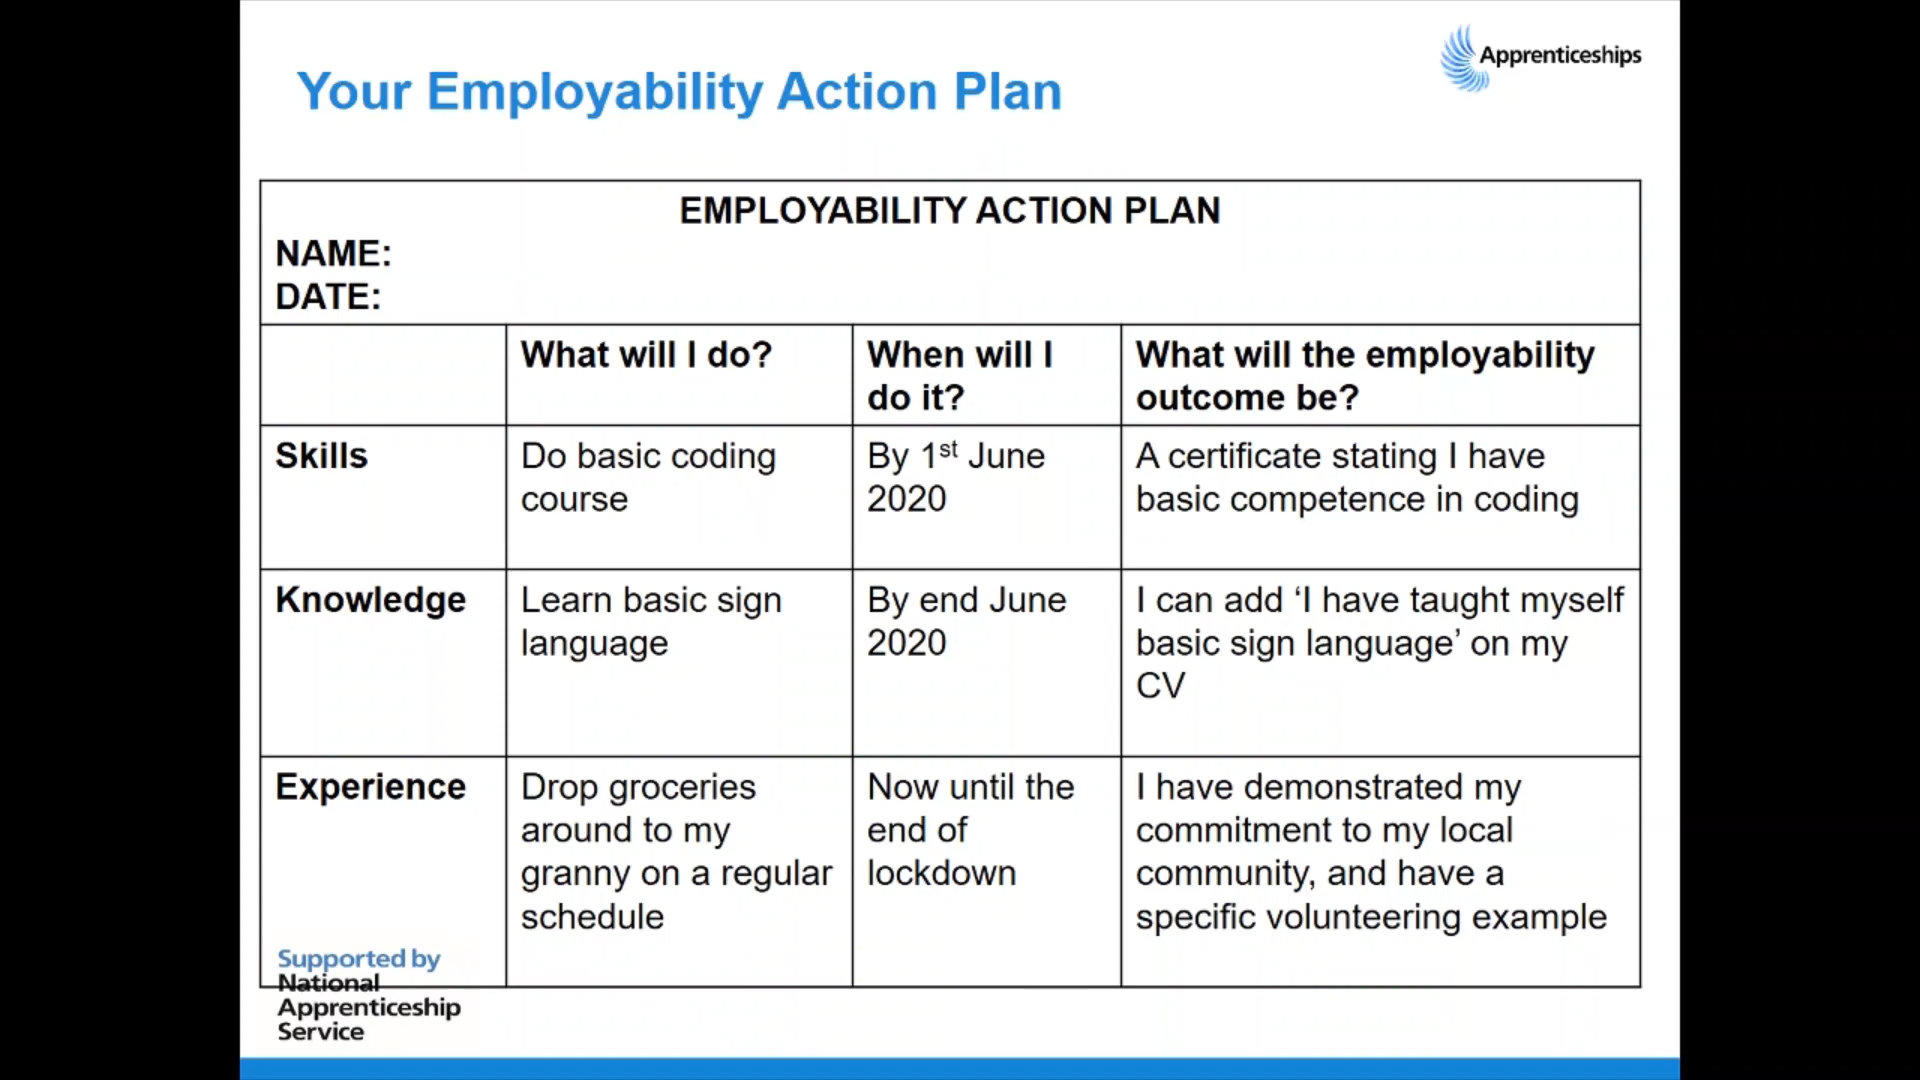 Your Employability Action Plan
Apprenticeships
EMPLOYABILITY ACTION PLAN
NAME:
DATE:
What will I do?
When will I
do it?
What will the employability
outcome be?
Skills
Do basic coding
course
By 1st June
2020
A certificate stating I have
basic competence in coding
Knowledge
Learn basic sign
language
By end June
2020
I can add ‘I have taught myself
basic sign language’ on my
CV
Experience
Drop groceries
around to my
granny on a regular
schedule
Now until the
end of
lockdown
I have demonstrated my
commitment to my local
community, and have a
specific volunteering example
Supported by
National
Apprenticeship
Service